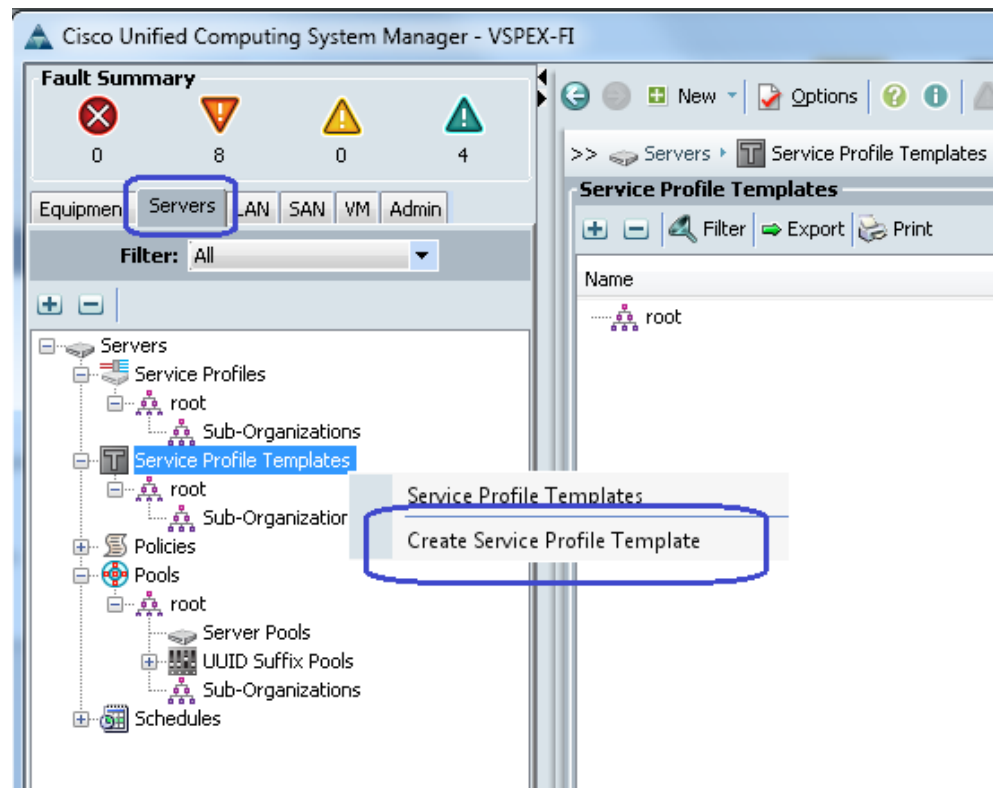 Cisco Unified Computing System Manager - VSPEX-FI
Fault Summary
0 8 0 4
Equipmen Servers LAN SAN VM Admin
Filter: All
Servers
Service Profiles
root
Sub-Organizations
Service Profile Templates
root
Sub-Organization
Policies
Pools
root
Server Pools
UUID Suffix Pools
Sub-Organizations
Schedules
Service Profile Templates
Create Service Profile Template
New Options
>> Servers Service Profile Templates
Service Profile Templates
Filter Export Print
Name
root